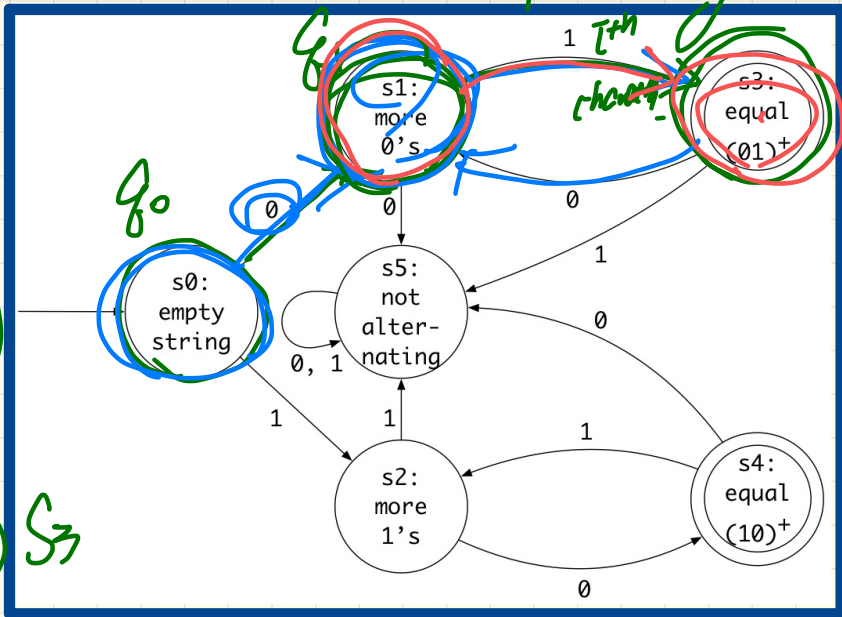 1
s1:
more
0's
s3:
equal
(01)⁺
q0
0
0
0
s0:
empty
string
s5:
not
alter-
nating
1
0
0, 1
1
1
1
s2:
more
1's
s4:
equal
(10)⁺
S3
0